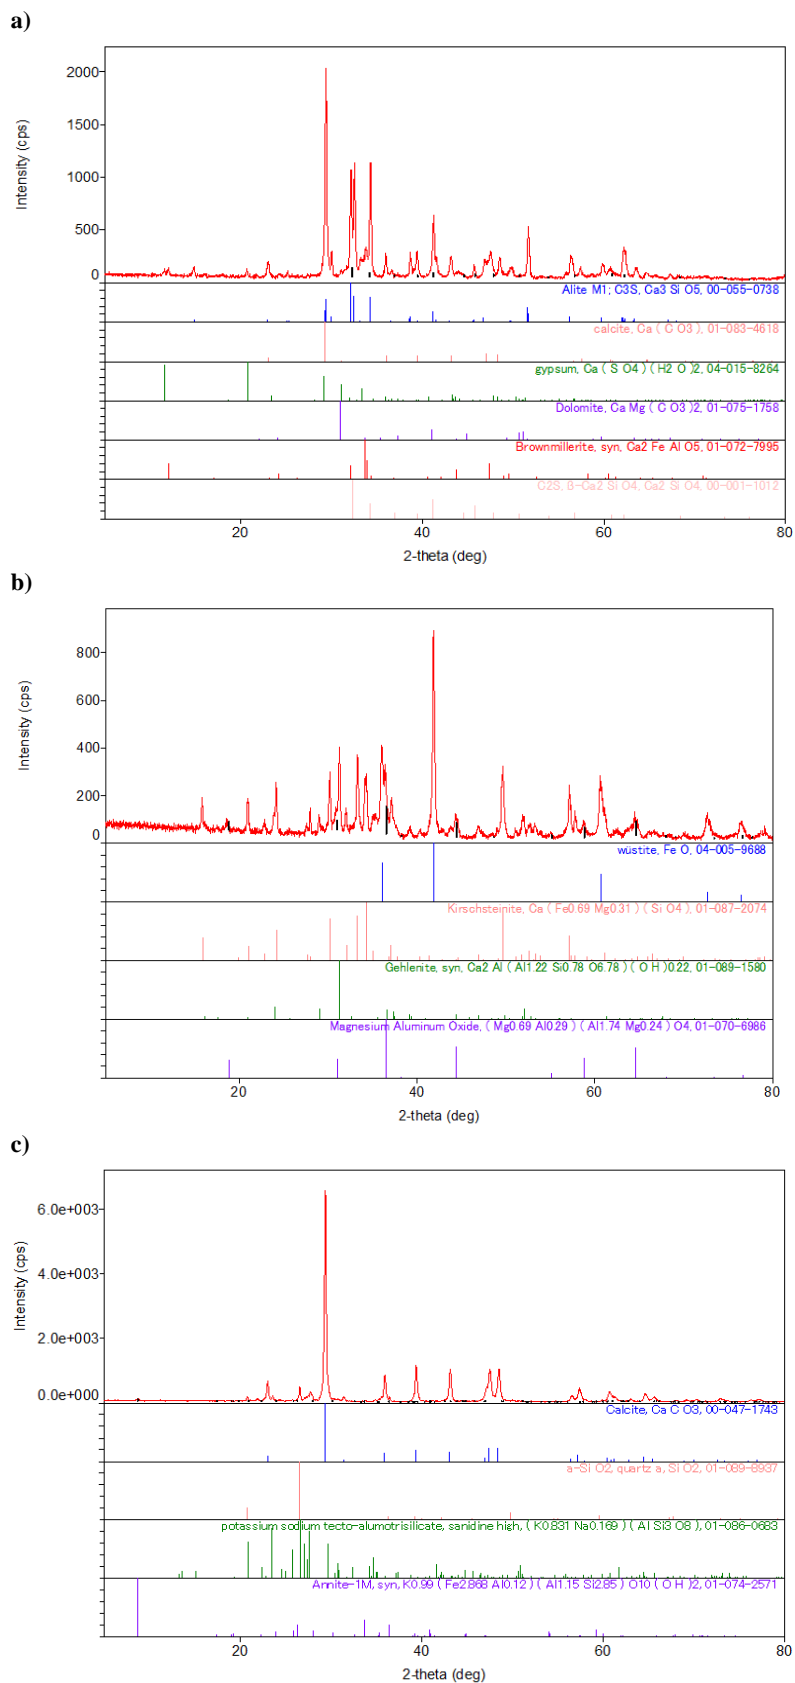 a)
2000
1500
1000
500
0
Intensity (cps)
Alite M1; C3S, Ca3 Si O5, 00-055-0738
calcite, Ca ( C O3 ), 01-083-4618
gypsum, Ca ( S O4 ) ( H2 O )2, 04-015-8264
Dolomite, Ca Mg ( C O3 )2, 01-075-1758
Brownmillerite, syn, Ca2 Fe Al O5, 01-072-7995
C2S, β-Ca2 Si O4, Ca2 Si O4, 00-001-1012
20 40 60 80
2-theta (deg)
b)
800
600
400
200
0
Intensity (cps)
wüstite, Fe O, 04-005-9688
Kirschsteinite, Ca ( Fe0.69 Mg0.31 ) ( Si O4 ), 01-087-2074
Gehlenite, syn, Ca2 Al ( Al1.22 Si0.78 O6.78 ) ( O H )0.22, 01-089-1580
Magnesium Aluminum Oxide, ( Mg0.69 Al0.29 ) ( Al1.74 Mg0.24 ) O4, 01-070-6986
20 40 60 80
2-theta (deg)
c)
6.0e+003
4.0e+003
2.0e+003
0.0e+000
Intensity (cps)
Calcite, Ca C O3, 00-047-1743
a-Si O2, quartz a, Si O2, 01-089-8937
potassium sodium tecto-alumotrisilicate, sanidine high, ( K0.831 Na0.169 ) ( Al Si3 O8 ), 01-086-0683
Annite-1M, syn, K0.99 ( Fe2.868 Al0.12 ) ( Al1.15 Si2.85 ) O10 ( O H )2, 01-074-2571
20 40 60 80
2-theta (deg)